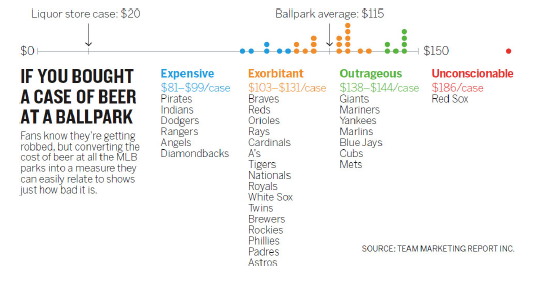 Liquor store case: $20
Ballpark average: $115
$0
$150
IF YOU BOUGHT
A CASE OF BEER
AT A BALLPARK
Fans know they're getting
robbed, but converting the
cost of beer at all the MLB
parks into a measure they
can easily relate to shows
just how bad it is.
Expensive
$81–$99/case
Pirates
Indians
Dodgers
Rangers
Angels
Diamondbacks
Exorbitant
$103–$131/case
Braves
Reds
Orioles
Rays
Cardinals
A's
Tigers
Nationals
Royals
White Sox
Twins
Brewers
Rockies
Phillies
Padres
Astros
Outrageous
$138–$144/case
Giants
Mariners
Yankees
Marlins
Blue Jays
Cubs
Mets
Unconscionable
$186/case
Red Sox
SOURCE: TEAM MARKETING REPORT INC.